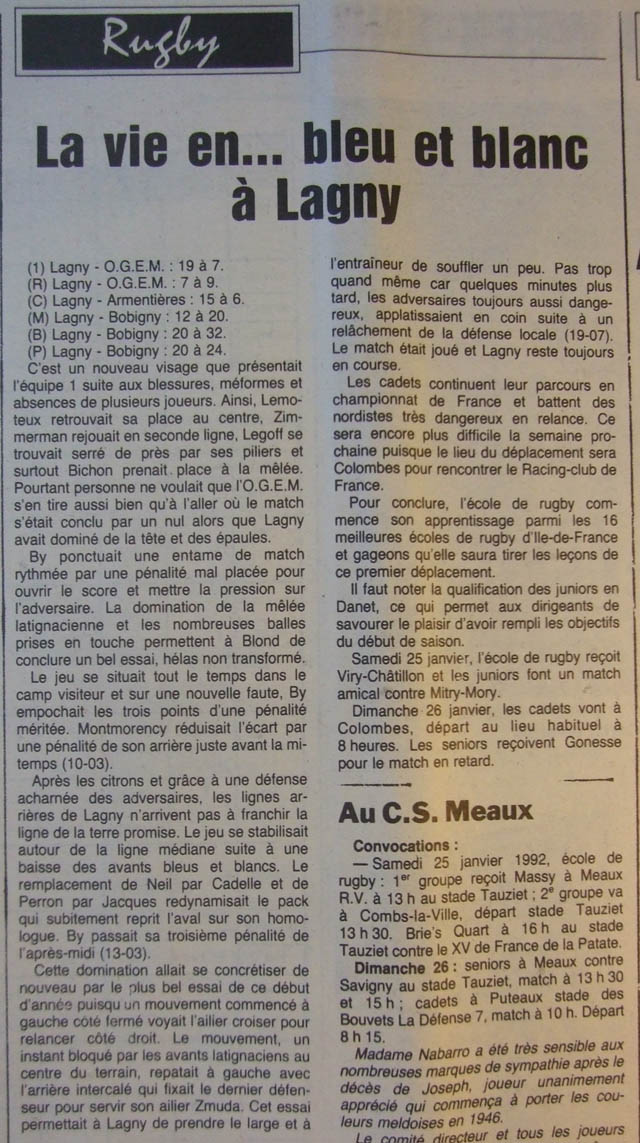 Rugby
La vie en... bleu et blanc
à Lagny
(1) Lagny - O.G.E.M. : 19 à 7.
(R) Lagny - O.G.E.M. : 7 à 9.
(C) Lagny - Armentières : 15 à 6.
(M) Lagny - Bobigny : 12 à 20.
(B) Lagny - Bobigny : 20 à 32.
(P) Lagny - Bobigny : 20 à 24.
C'est un nouveau visage que présentait
l'équipe 1 suite aux blessures, méformes et
absences de plusieurs joueurs. Ainsi, Lemo-
teux retrouvait sa place au centre, Zim-
merman rejouait en seconde ligne, Legoff se
trouvait serré de près par ses piliers et
surtout Bichon prenait place à la mêlée.
Pourtant personne ne voulait que l'O.G.E.M.
s'en tire aussi bien qu'à l'aller où le match
s'était conclu par un nul alors que Lagny
avait dominé de la tête et des épaules.
By ponctuait une entame de match
rythmée par une pénalité mal placée pour
ouvrir le score et mettre la pression sur
l'adversaire. La domination de la mêlée
latignacienne et les nombreuses balles
prises en touche permettent à Blond de
conclure un bel essai, hélas non transformé.
Le jeu se situait tout le temps dans le
camp visiteur et sur une nouvelle faute, By
empochait les trois points d'une pénalité
méritée. Montmorency réduisait l'écart par
une pénalité de son arrière juste avant la mi-
temps (10-03).
Après les citrons et grâce à une défense
acharnée des adversaires, les lignes ar-
rières de Lagny n'arrivent pas à franchir la
ligne de la terre promise. Le jeu se stabilisait
autour de la ligne médiane suite à une
baisse des avants bleus et blancs. Le
remplacement de Neil par Cadelle et de
Perron par Jacques redynamisait le pack
qui subitement reprit l'aval sur son homo-
logue. By passait sa troisième pénalité de
l'après-midi (13-03).
Cette domination allait se concrétiser de
nouveau par le plus bel essai de ce début
d'année puisqu'un mouvement commencé à
gauche côté fermé voyait l'ailier croiser pour
relancer côté droit. Le mouvement, un
instant bloqué par les avants latignaciens au
centre du terrain, repatait à gauche avec
l'arrière intercalé qui fixait le dernier défen-
seur pour servir son ailier Zmuda. Cet essai
permettait à Lagny de prendre le large et à
l'entraîneur de souffler un peu. Pas trop
quand même car quelques minutes plus
tard, les adversaires toujours aussi dange-
reux, applatissaient en coin suite à un
relâchement de la défense locale (19-07).
Le match était joué et Lagny reste toujours
en course.
Les cadets continuent leur parcours en
championnat de France et battent des
nordistes très dangereux en relance. Ce
sera encore plus difficile la semaine pro-
chaine puisque le lieu du déplacement sera
Colombes pour rencontrer le Racing-club de
France.
Pour conclure, l'école de rugby com-
mence son apprentissage parmi les 16
meilleures écoles de rugby d'Ile-de-France
et gageons qu'elle saura tirer les leçons de
ce premier déplacement.
Il faut noter la qualification des juniors en
Danet, ce qui permet aux dirigeants de
savourer le plaisir d'avoir rempli les objectifs
du début de saison.
Samedi 25 janvier, l'école de rugby reçoit
Viry-Châtillon et les juniors font un match
amical contre Mitry-Mory.
Dimanche 26 janvier, les cadets vont à
Colombes, départ au lieu habituel à
8 heures. Les seniors reçoivent Gonesse
pour le match en retard.
Au C.S. Meaux
Convocations :
— Samedi 25 janvier 1992, école de
rugby : 1er groupe reçoit Massy à Meaux
R.V. à 13 h au stade Tauziet ; 2e groupe va
à Combs-la-Ville, départ stade Tauziet
13 h 30. Brie's Quart à 16 h au stade
Tauziet contre le XV de France de la Patate.
Dimanche 26 : seniors à Meaux contre
Savigny au stade Tauziet, match à 13 h 30
et 15 h ; cadets à Puteaux stade des
Bouvets La Défense 7, match à 10 h. Départ
8 h 15.
Madame Nabarro a été très sensible aux
nombreuses marques de sympathie après le
décès de Joseph, joueur unanimement
apprécié qui commença à porter les cou-
leurs meldoises en 1946.
Le comité directeur et tous les joueurs